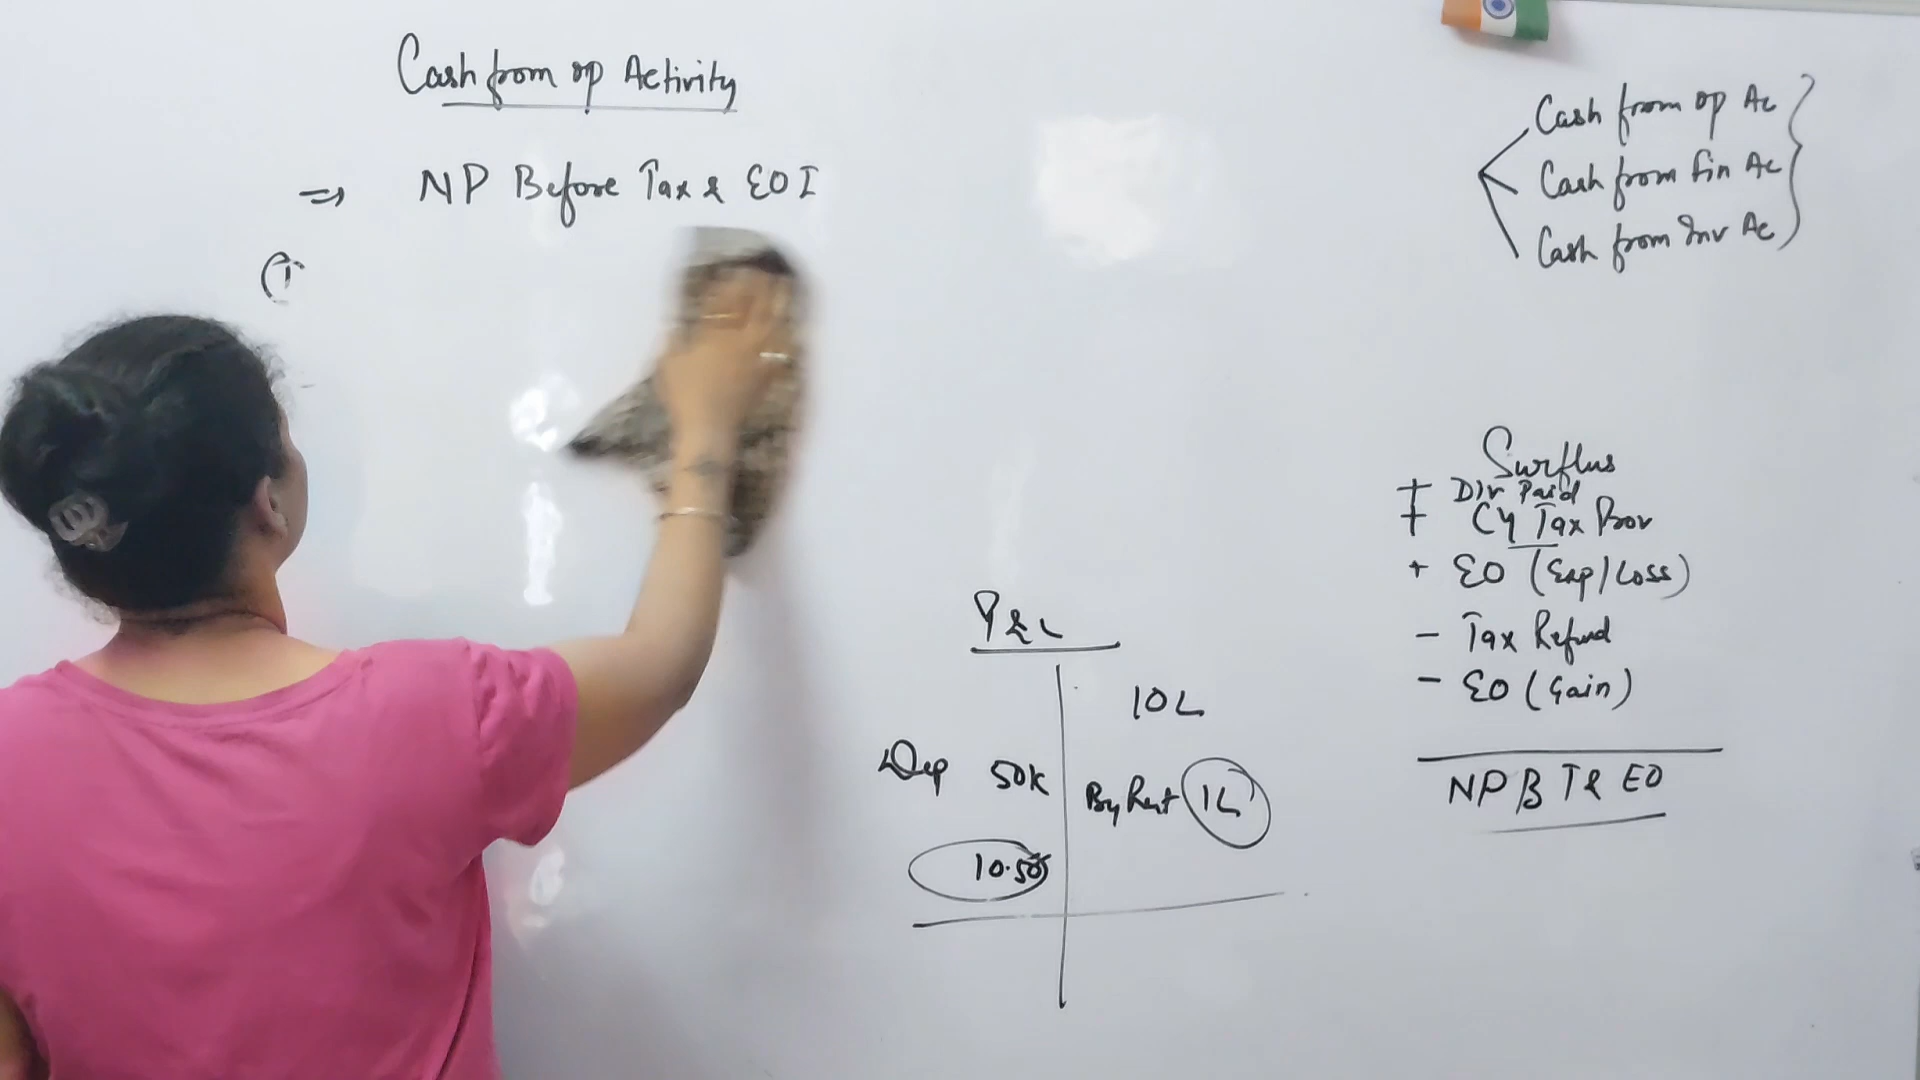 Cash from op Activity
⇒ NP Before Tax & EOI
(1
Cash from op Ac
Cash from fin Ac
Cash from Inv Ac
Surplus
+ Div Paid
+ Cy Tax Prov
+ EO (Exp/Loss)
- Tax Refund
- EO (Gain)
NP B T & EO
P&L
10L
Dep 50K
By Rent 1L
10.50